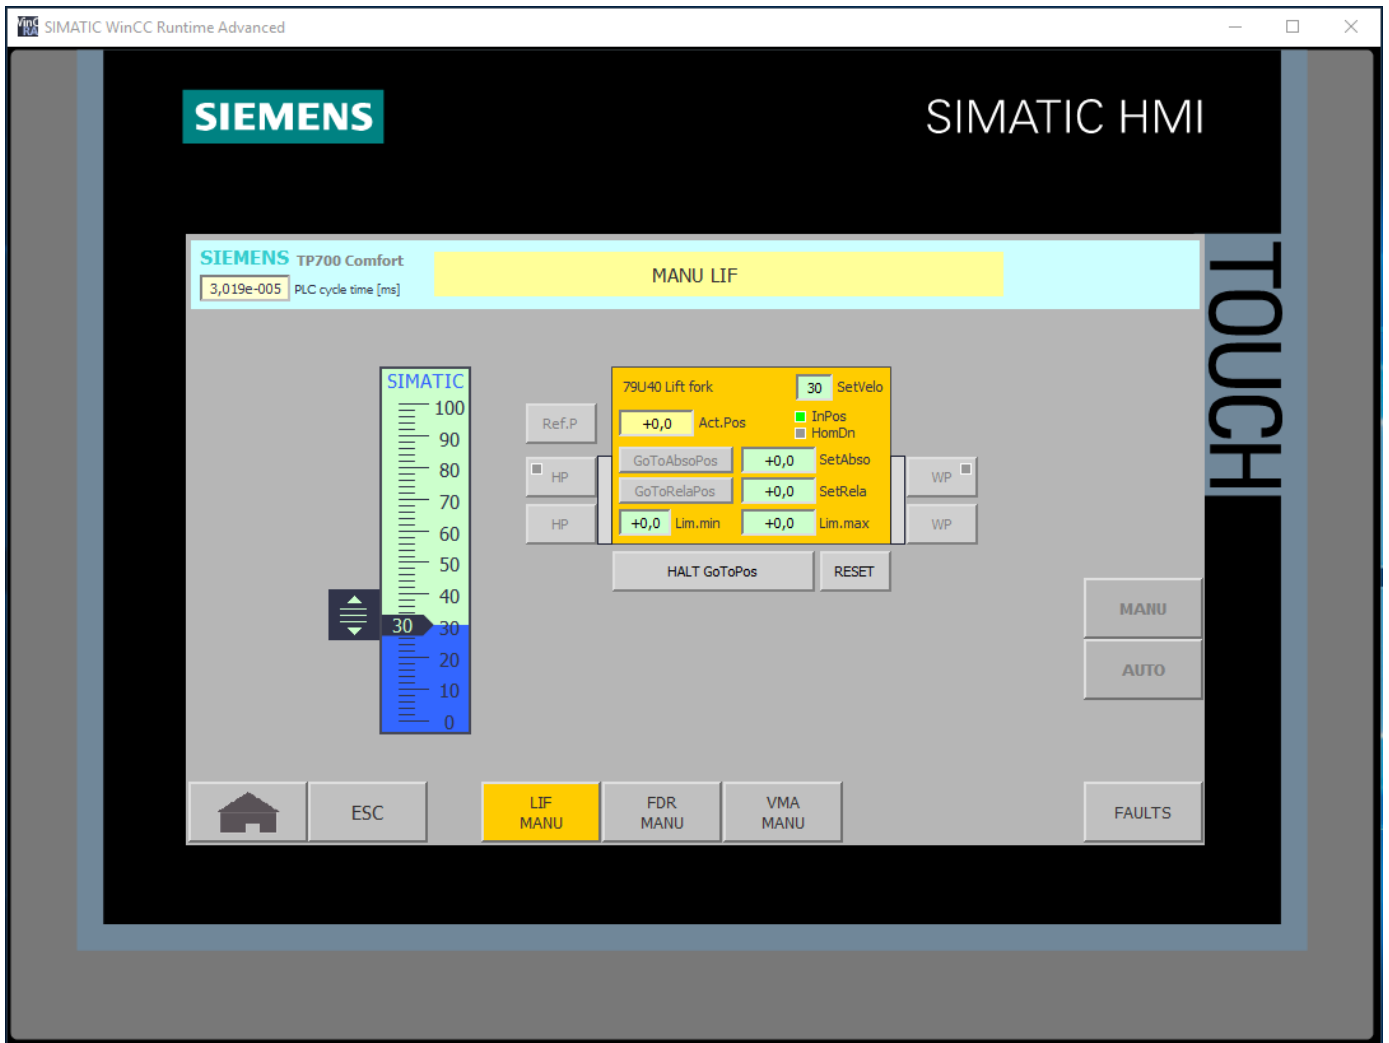 SIMATIC WinCC Runtime Advanced
SIEMENS
SIMATIC HMI
TOUCH
SIEMENS TP700 Comfort
3,019e-005 PLC cycle time [ms]
MANU LIF
SIMATIC
100
90
80
70
60
50
40
30
30
20
10
0
79U40 Lift fork 30 SetVelo
Ref.P +0,0 Act.Pos InPos
HomDn
HP GoToAbsoPos +0,0 SetAbso WP
GoToRelaPos +0,0 SetRela
HP +0,0 Lim.min +0,0 Lim.max WP
HALT GoToPos RESET
MANU
AUTO
ESC
LIF
MANU
FDR
MANU
VMA
MANU
FAULTS